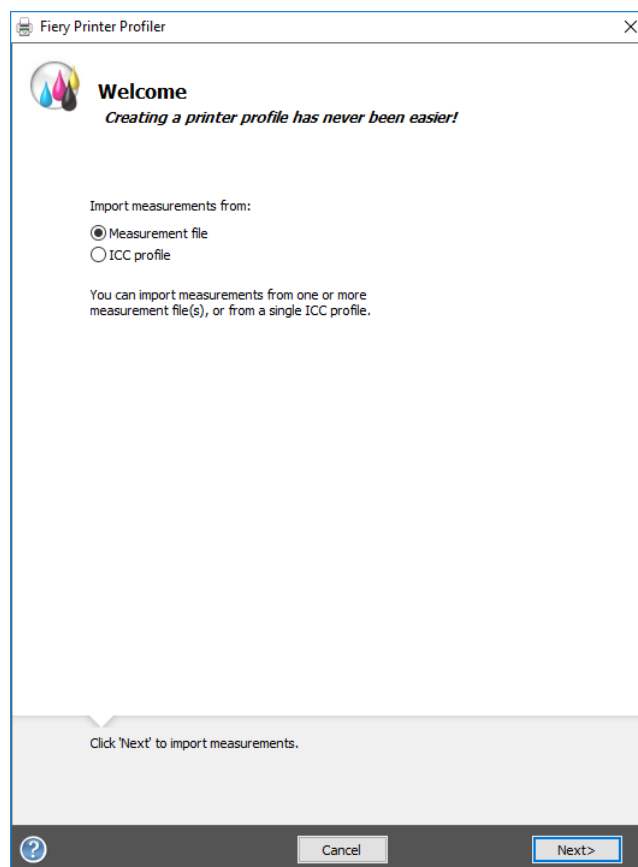 Fiery Printer Profiler
Welcome
Creating a printer profile has never been easier!
Import measurements from:
Measurement file
ICC profile
You can import measurements from one or more
measurement file(s), or from a single ICC profile.
Click 'Next' to import measurements.
?
Cancel
Next>